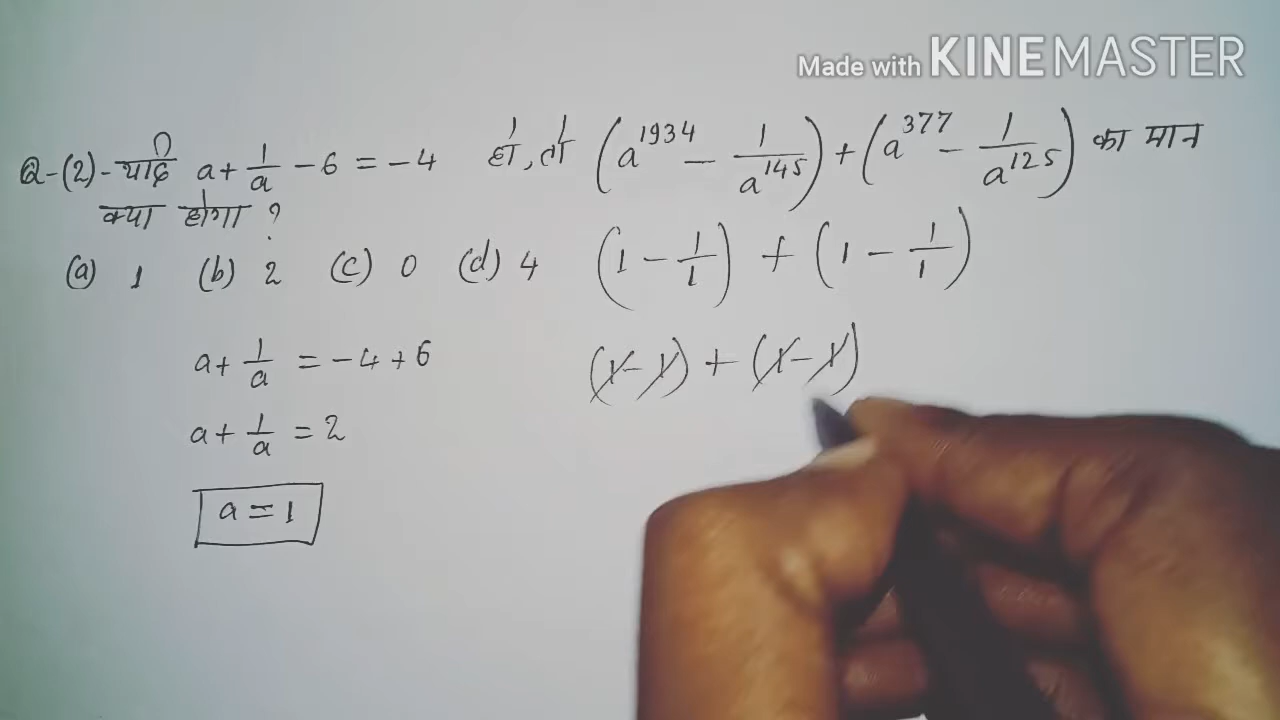 Made with KINEMASTER
Q-(2)- यदि a + 1/a - 6 = -4 हो, तो (a^1934 - 1/a^145) + (a^377 - 1/a^125) का मान
क्या होगा ?
(a) 1 (b) 2 (c) 0 (d) 4
(1 - 1/1) + (1 - 1/1)
a + 1/a = -4 + 6
(1 - 1) + (1 - 1)
a + 1/a = 2
a = 1